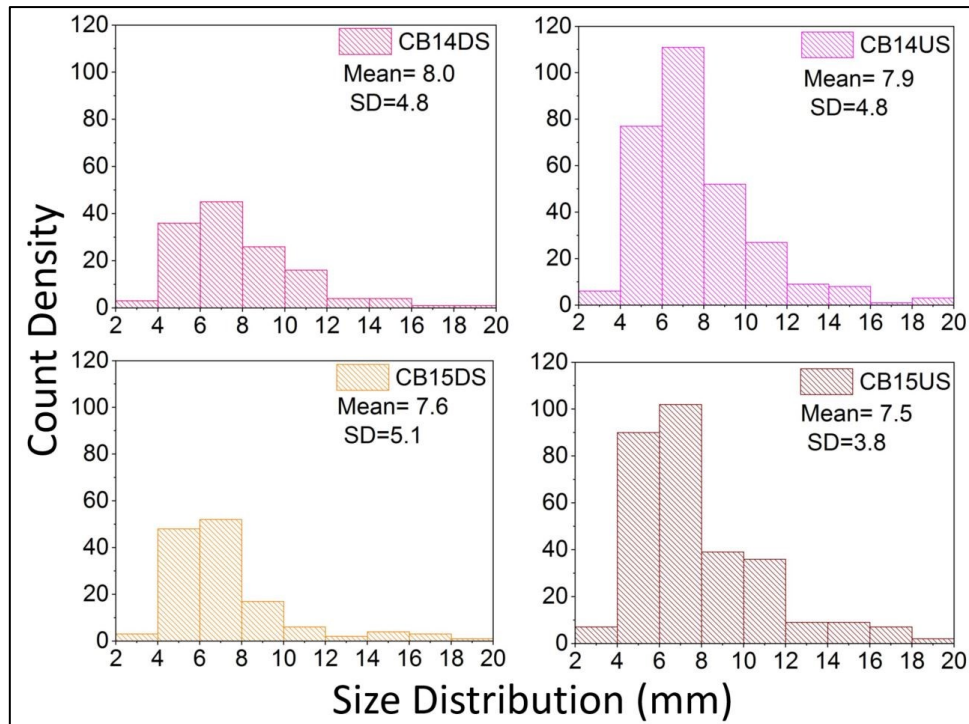 Count Density
120
100
80
60
40
20
0
2 4 6 8 10 12 14 16 18 20
CB14DS
Mean= 8.0
SD=4.8
120
100
80
60
40
20
0
2 4 6 8 10 12 14 16 18 20
CB14US
Mean= 7.9
SD=4.8
120
100
80
60
40
20
0
2 4 6 8 10 12 14 16 18 20
CB15DS
Mean= 7.6
SD=5.1
120
100
80
60
40
20
0
2 4 6 8 10 12 14 16 18 20
CB15US
Mean= 7.5
SD=3.8
Size Distribution (mm)